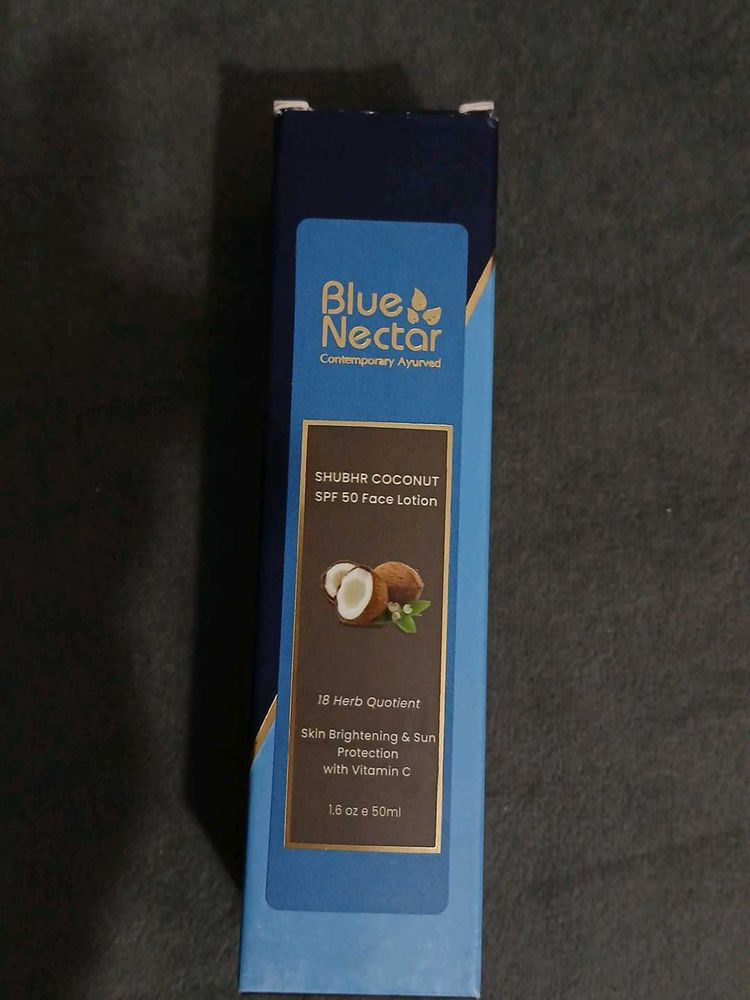 Blue
Nectar
Contemporary Ayurved
SHUBHR COCONUT
SPF 50 Face Lotion
18 Herb Quotient
Skin Brightening & Sun
Protection
with Vitamin C
1.6 oz e 50ml